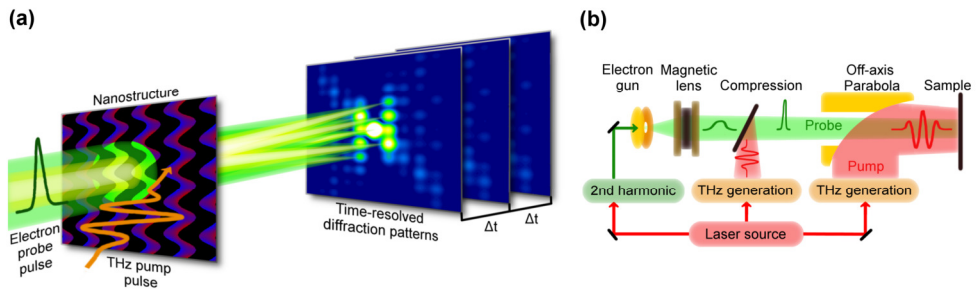 (a)
Nanostructure
Electron
probe
pulse
THz pump
pulse
Time-resolved
diffraction patterns
Δt
Δt
(b)
Electron
gun
Magnetic
lens
Compression
Off-axis
Parabola
Sample
Probe
Pump
2nd harmonic
THz generation
THz generation
Laser source